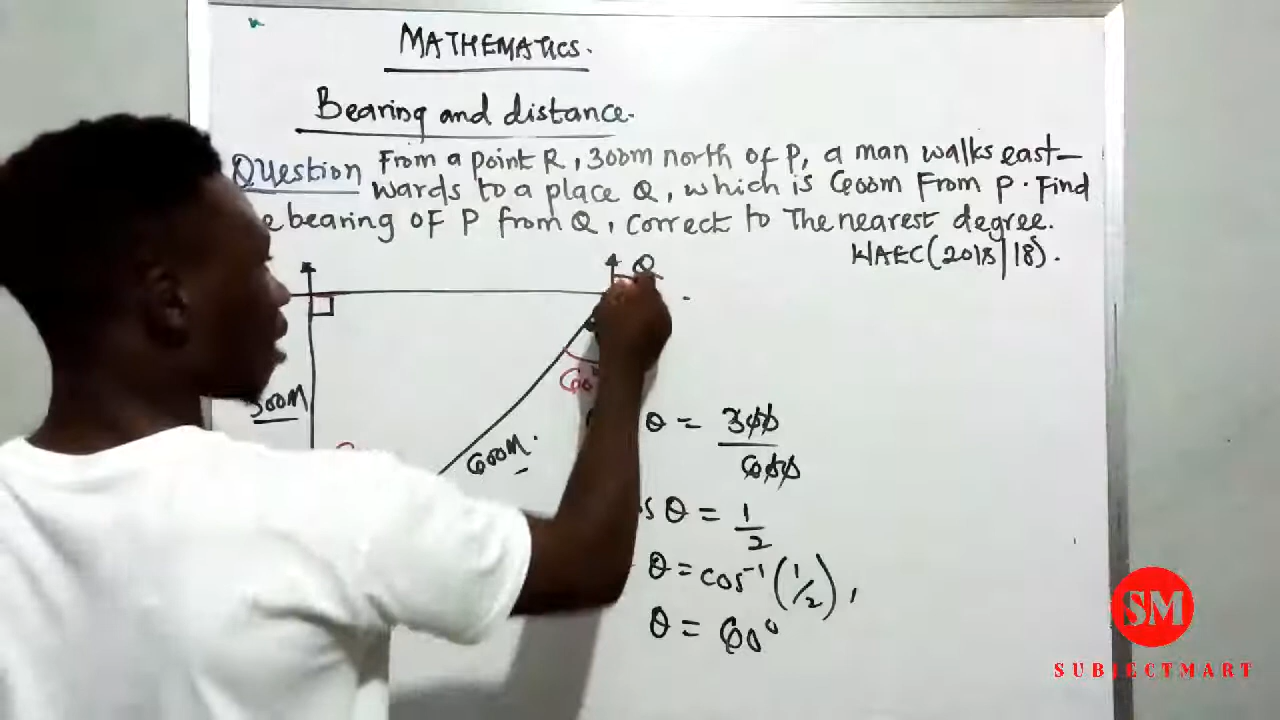 MATHEMATICS.
Bearing and distance.
Question From a point R, 300m north of P, a man walks east-
wards to a place Q, which is 600m From P. Find
e bearing OF P from Q, correct to The nearest degree.
WAEC (2018/18).
Q
300M
60°
600M.
θ = 300/600
s θ = 1/2
θ = cos⁻¹(1/2),
θ = 60°
SM
SUBJECTMART